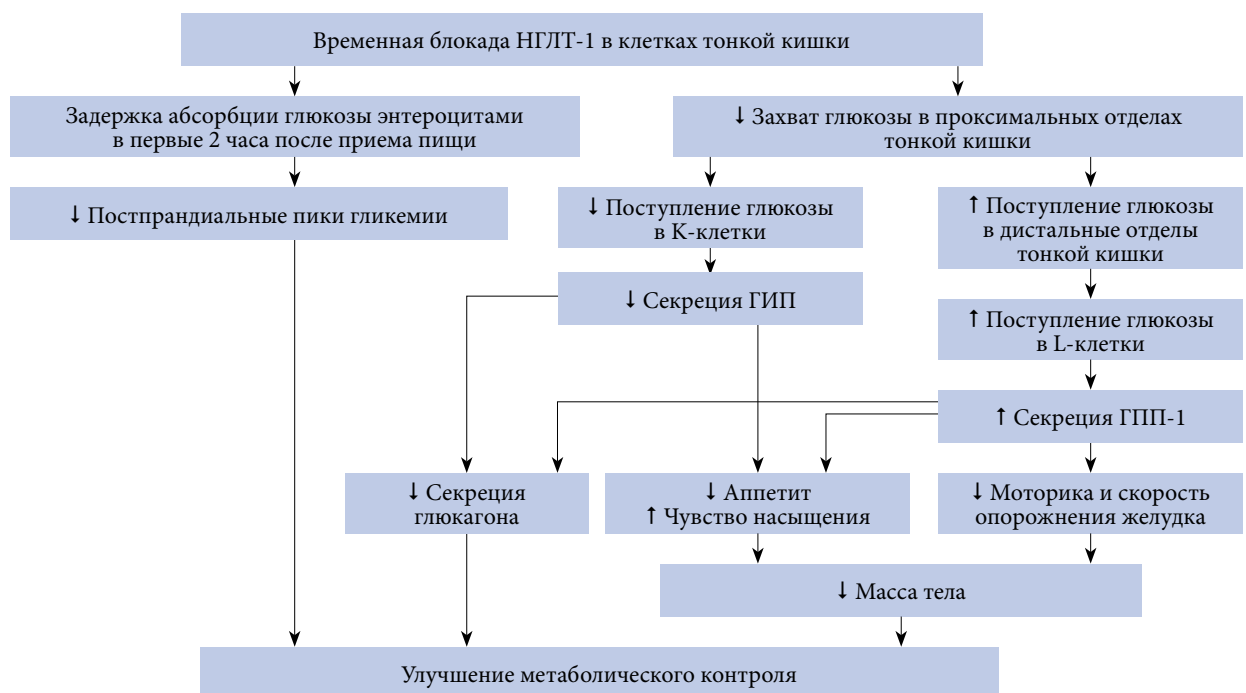 Временная блокада НГЛТ-1 в клетках тонкой кишки
Задержка абсорбции глюкозы энтероцитами
в первые 2 часа после приема пищи
↓ Захват глюкозы в проксимальных отделах
тонкой кишки
↓ Постпрандиальные пики гликемии
↓ Поступление глюкозы
в K-клетки
↑ Поступление глюкозы
в дистальные отделы
тонкой кишки
↓ Секреция ГИП
↑ Поступление глюкозы
в L-клетки
↑ Секреция ГПП-1
↓ Секреция
глюкагона
↓ Аппетит
↑ Чувство насыщения
↓ Моторика и скорость
опорожнения желудка
↓ Масса тела
Улучшение метаболического контроля